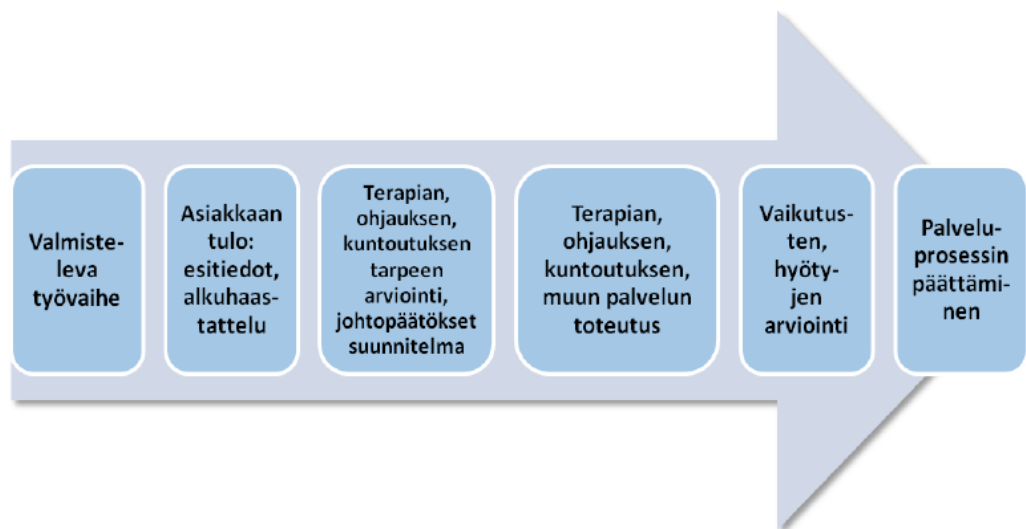 Valmiste-
leva
työvaihe
Asiakkaan
tulo:
esitiedot,
alkuhaas-
tattelu
Terapian,
ohjauksen,
kuntoutuksen
tarpeen
arviointi,
johtopäätökset
suunnitelma
Terapian,
ohjauksen,
kuntoutuksen,
muun palvelun
toteutus
Vaikutus-
ten,
hyöty-
jen
arviointi
Palvelu-
prosessin
päättämi-
nen